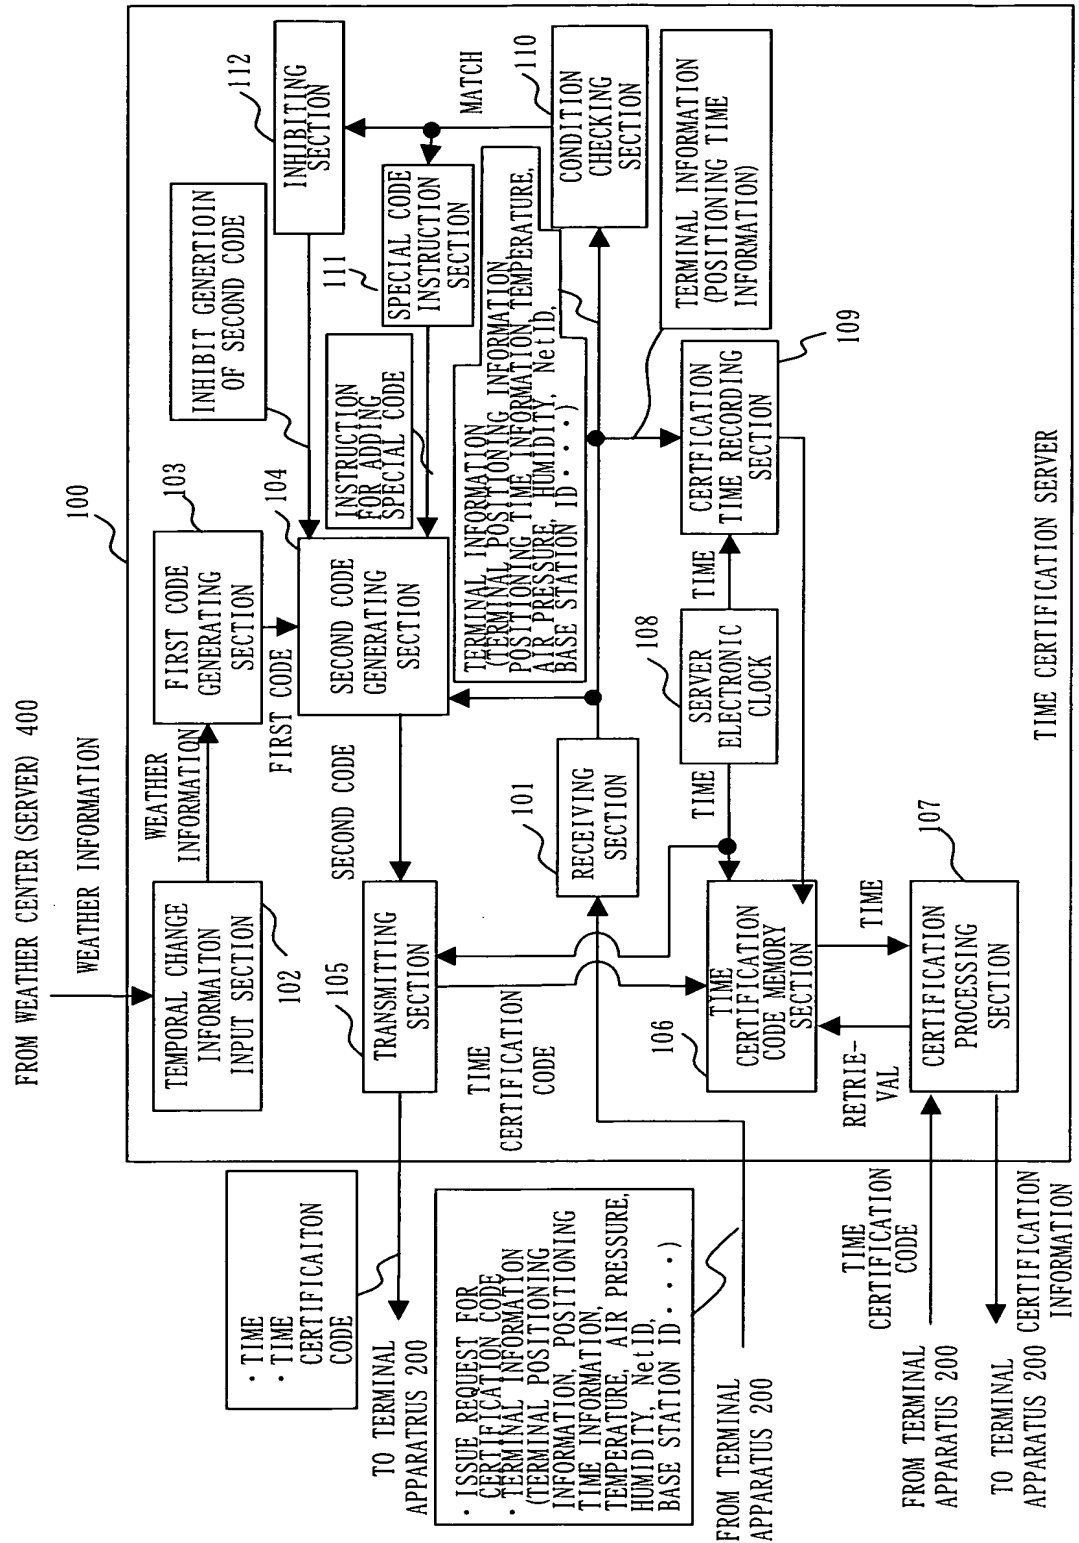 FROM WEATHER CENTER(SERVER) 400
WEATHER INFORMATION
100
TEMPORAL CHANGE
INFORMAITON
INPUT SECTION
102
WEATHER
INFORMATION
FIRST CODE
GENERATING
SECTION
103
FIRST CODE
INHIBIT GENERTIOIN
OF SECOND CODE
INHIBITING
SECTION
112
SECOND CODE
GENERATING
SECTION
104
INSTRUCTION
FOR ADDING
SPECIAL CODE
SPECIAL CODE
INSTRUCTION
SECTION
111
MATCH
CONDITION
CHECKING
SECTION
110
SECOND CODE
TRANSMITTING
SECTION
105
TIME
CERTIFICATION
CODE
· TIME
· TIME
CERTIFICAITON
CODE
TO TERMINAL
APPARATRUS 200
TERMINAL INFORMATION
(TERMINAL POSITIONING INFORMATION,
POSITIONING TIME INFORMATION,TEMPERATURE,
AIR PRESSURE, HUMIDITY, NetID,
BASE STATION ID····)
RECEIVING
SECTION
101
· ISSUE REQUEST FOR
CERTIFICATION CODE
· TERMINAL INFORMATION
(TERMINAL POSITIONING
INFORMATION, POSITIONING
TIME INFORMATION,
TEMPERATURE, AIR PRESSURE,
HUMIDITY, NetID,
BASE STATION ID····)
FROM TERMINAL
APPARATUS 200
TERMINAL INFORMATION
(POSITIONING TIME
INFORMATION)
CERTFICATION
TIME RECORDING
SECTION
109
TIME
SERVER
ELECTRONIC
CLOCK
108
TIME
TIME
CERTIFICATION
CODE MEMORY
SECTION
106
RETRIE-
VAL
TIME
CERTIFICATION
PROCESSING
SECTION
107
TIME
CERTIFICATION
CODE
FROM TERMINAL
APPARATUS 200
CERTIFICATION
INFORMATION
TO TERMINAL
APPARATUS 200
TIME CERTIFICATION SERVER